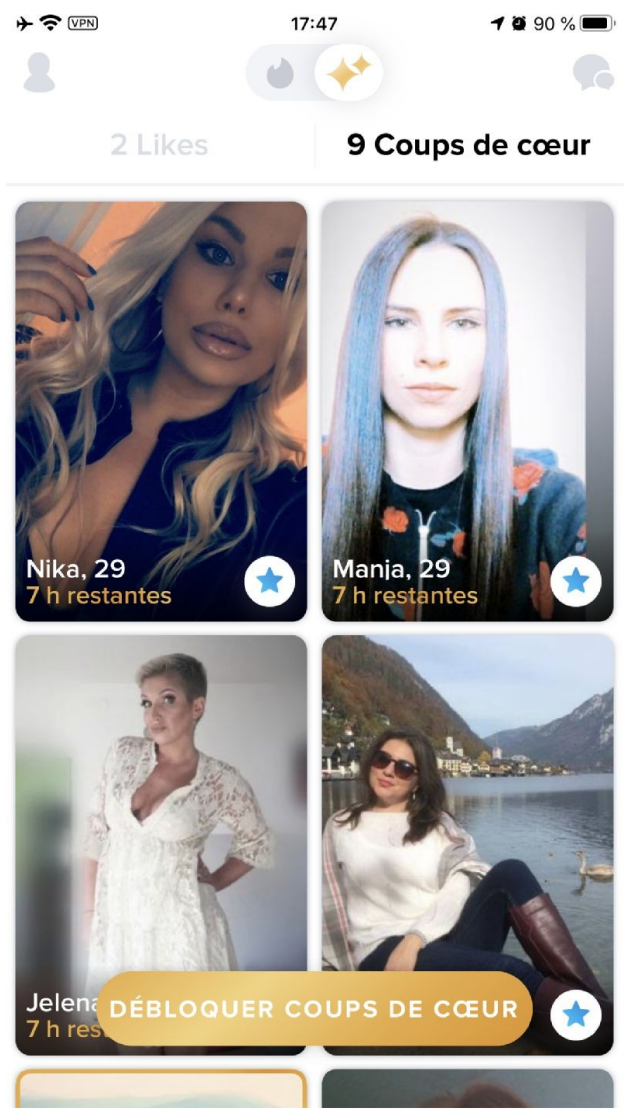 VPN
17:47
90 %
2 Likes
9 Coups de cœur
Nika, 29
7 h restantes
Manja, 29
7 h restantes
Jelena
7 h res
DÉBLOQUER COUPS DE CŒUR